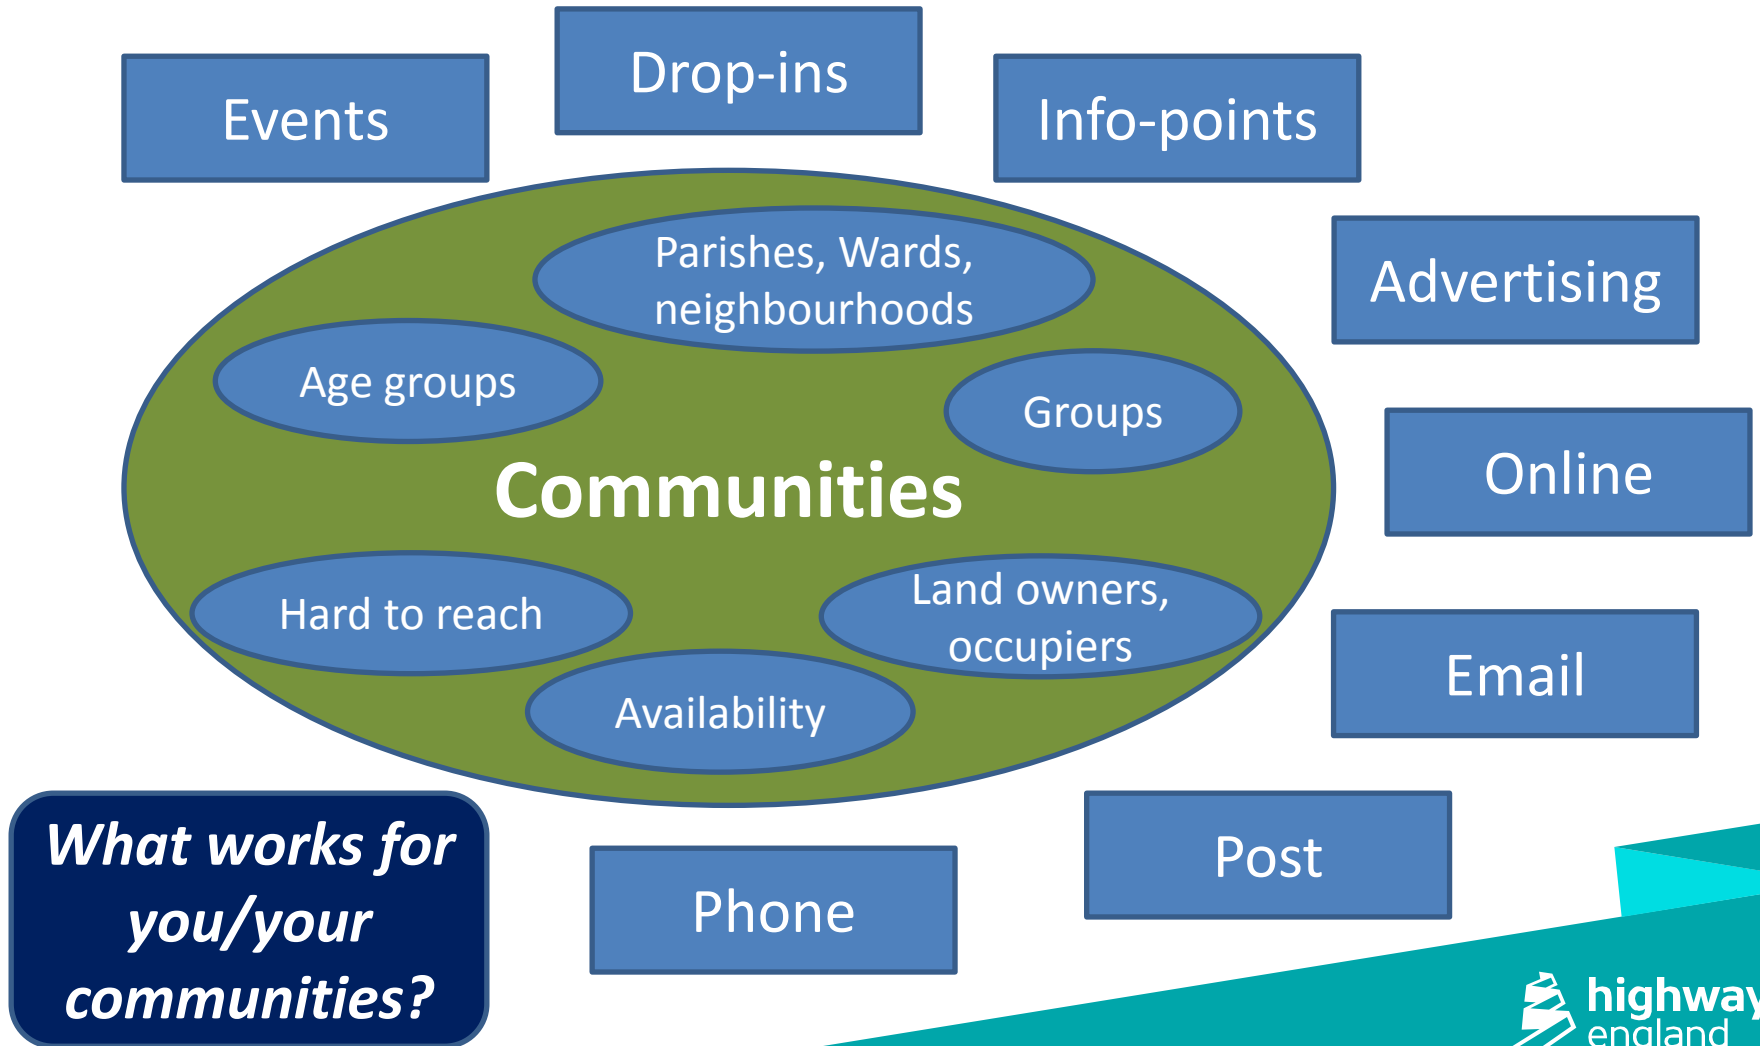 Drop-ins
Events
Info-points
Parishes, Wards,
neighbourhoods
Advertising
Age groups
Groups
Online
Communities
Hard to reach
Land owners,
occupiers
Email
Availability
What works for
you/your
communities?
Post
Phone
highway
england